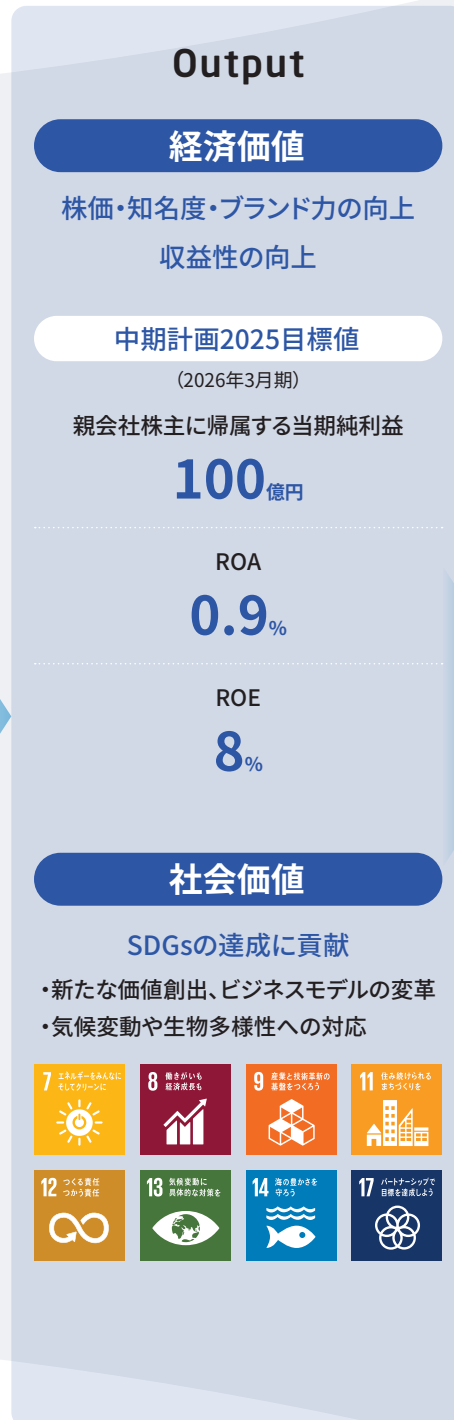 Output
経済価値
株価・知名度・ブランド力の向上
収益性の向上
中期計画2025目標値
（2026年3月期）
親会社株主に帰属する当期純利益
100億円
ROA
0.9%
ROE
8%
社会価値
SDGsの達成に貢献
・新たな価値創出、ビジネスモデルの変革
・気候変動や生物多様性への対応
7 エネルギーをみんなに
そしてクリーンに
8 働きがいも
経済成長も
9 産業と技術革新の
基盤をつくろう
11 住み続けられる
まちづくりを
12 つくる責任
つかう責任
13 気候変動に
具体的な対策を
14 海の豊かさを
守ろう
17 パートナーシップで
目標を達成しよう